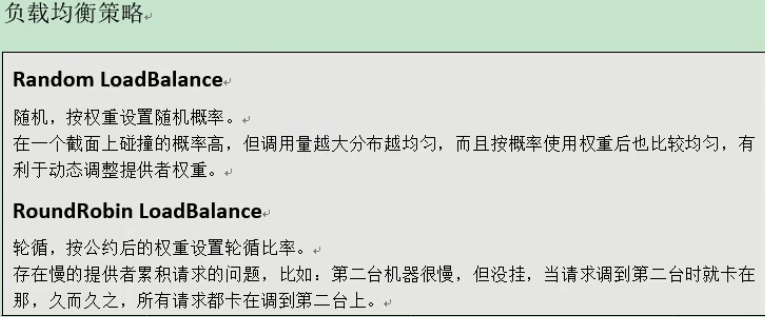 负载均衡策略
Random LoadBalance
随机，按权重设置随机概率。
在一个截面上碰撞的概率高，但调用量越大分布越均匀，而且按概率使用权重后也比较均匀，有
利于动态调整提供者权重。
RoundRobin LoadBalance
轮循，按公约后的权重设置轮循比率。
存在慢的提供者累积请求的问题，比如：第二台机器很慢，但没挂，当请求调到第二台时就卡在
那，久而久之，所有请求都卡在调到第二台上。